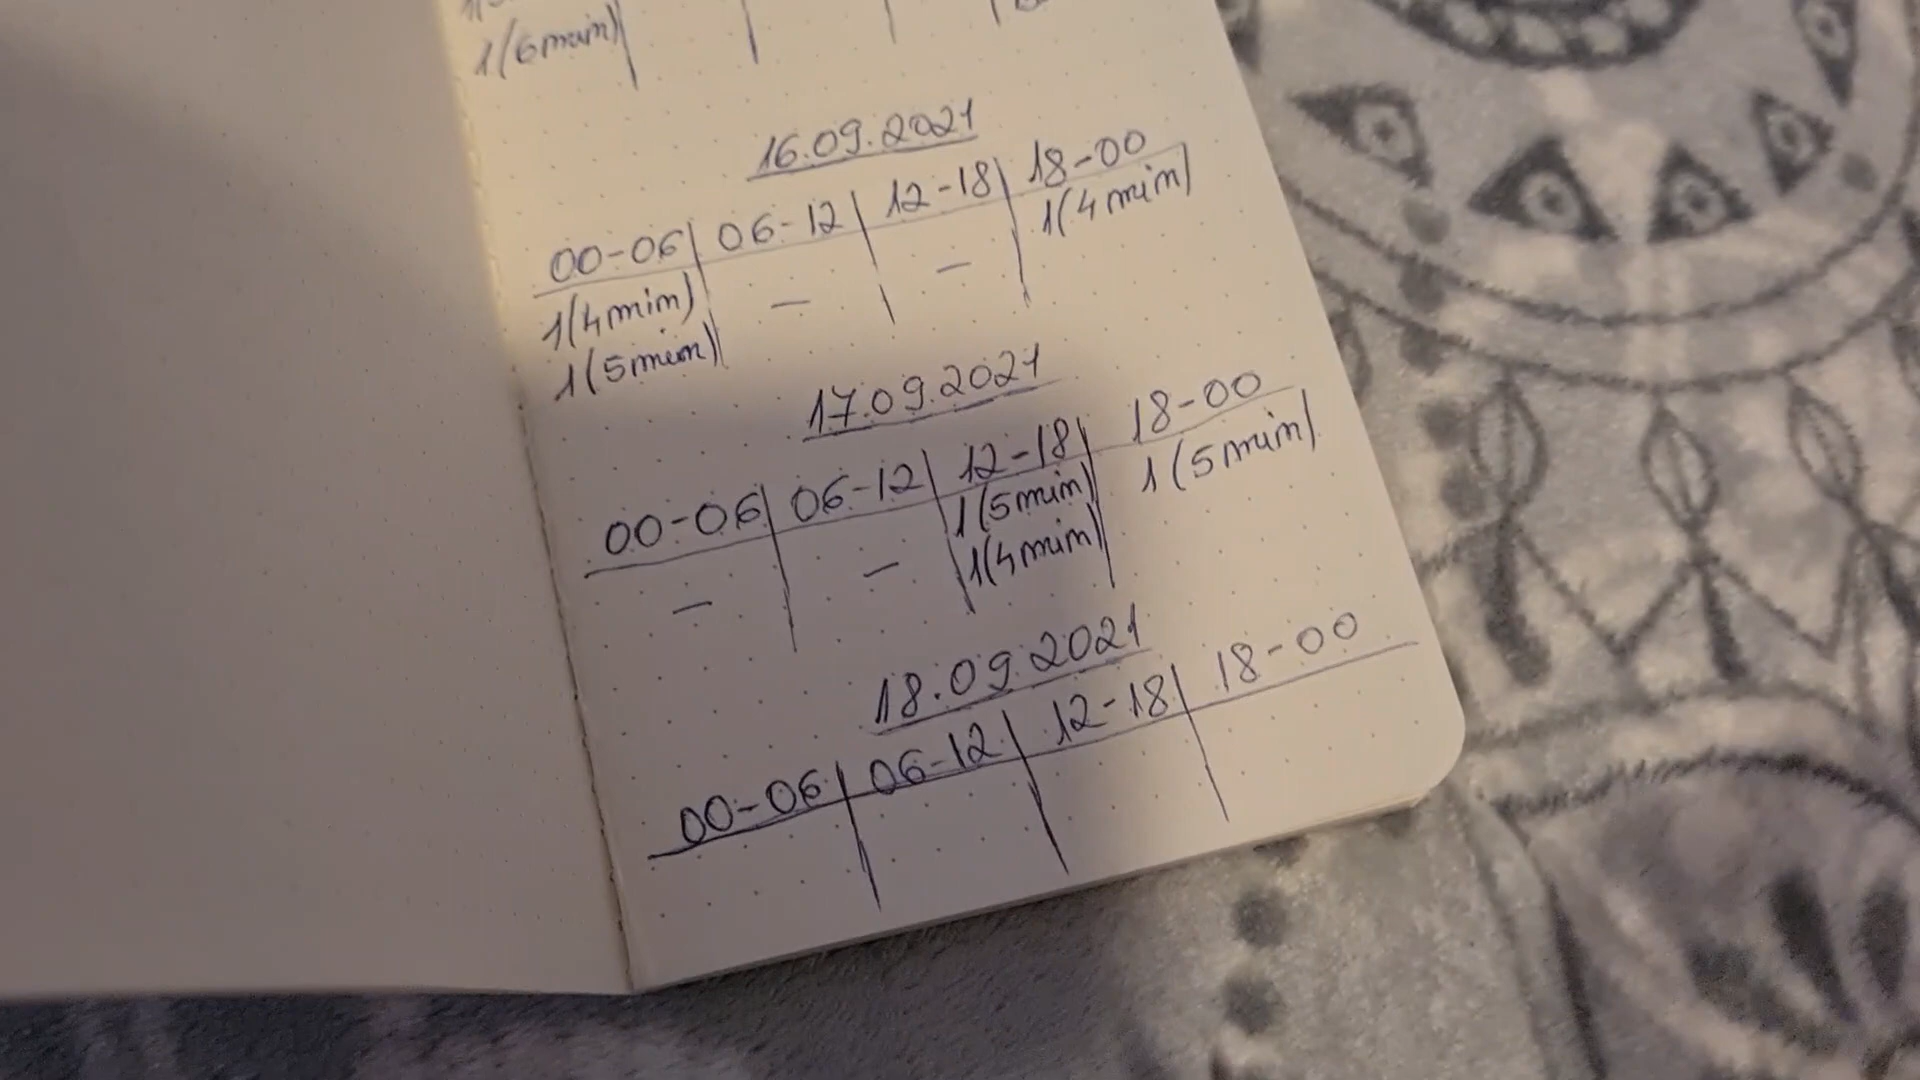 1(6min)
16.09.2021
00-06 06-12 12-18 18-00
1(4min) — — 1(4min)
1(5min)
17.09.2021
00-06 06-12 12-18 18-00
— — 1(5min) 1(5min)
1(4min)
18.09.2021
00-06 06-12 12-18 18-00